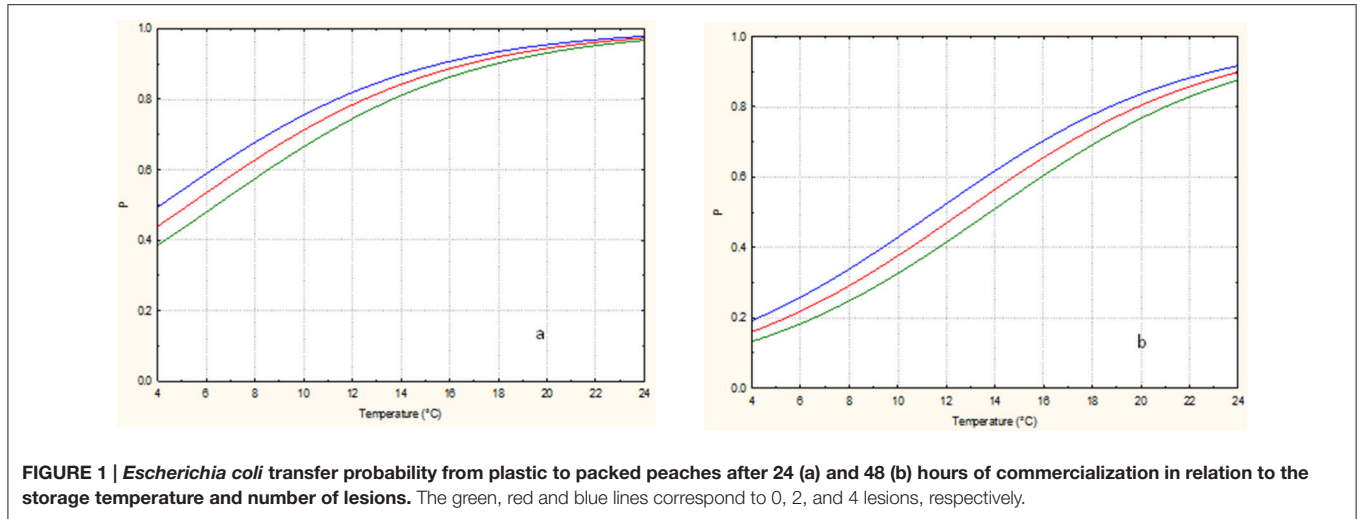 1.0
0.8
0.6
0.4
0.2
0.0
P
4 6 8 10 12 14 16 18 20 22 24
Temperature (°C)
a
1.0
0.8
0.6
0.4
0.2
0.0
P
4 6 8 10 12 14 16 18 20 22 24
Temperature (°C)
b
FIGURE 1 | Escherichia coli transfer probability from plastic to packed peaches after 24 (a) and 48 (b) hours of commercialization in relation to the
storage temperature and number of lesions. The green, red and blue lines correspond to 0, 2, and 4 lesions, respectively.